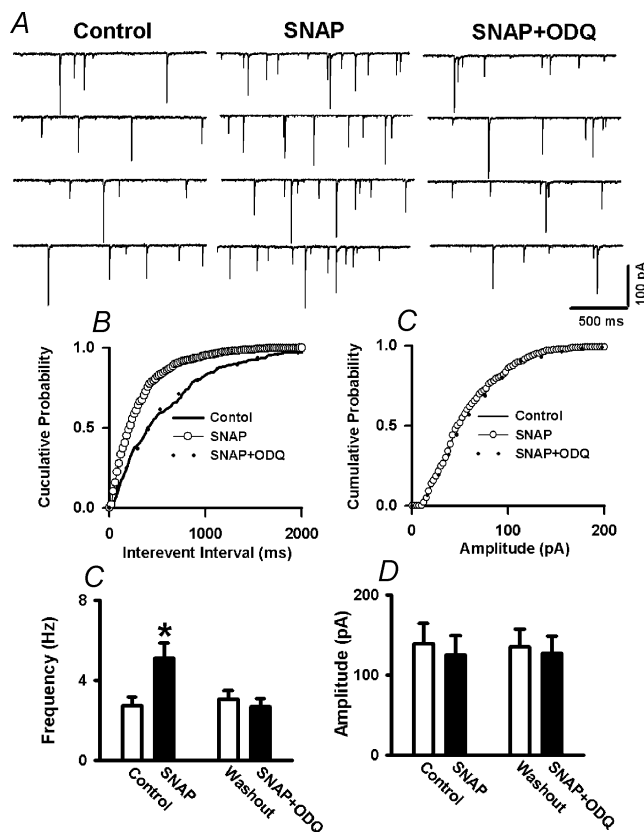 A
Control
SNAP
SNAP+ODQ
100 pA
500 ms
B
Cuculative Probability
1.0
0.5
0.0
Contol
SNAP
SNAP+ODQ
0
1000
2000
Interevent Interval (ms)
C
Cumulative Probability
1.0
0.5
0.0
Control
SNAP
SNAP+ODQ
0
100
200
Amplitude (pA)
C
Frequency (Hz)
8
4
0
*
Control
SNAP
Washout
SNAP+ODQ
D
Amplitude (pA)
200
100
0
Control
SNAP
Washout
SNAP+ODQ